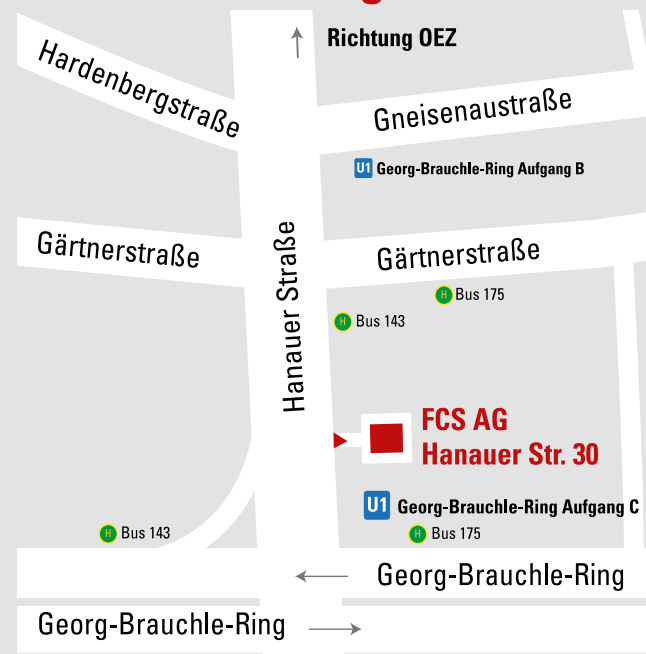 Richtung OEZ
Hardenbergstraße
Gneisenaustraße
U1 Georg-Brauchle-Ring Aufgang B
Gärtnerstraße
Gärtnerstraße
Hanauer Straße
H Bus 175
H Bus 143
FCS AG
Hanauer Str. 30
U1 Georg-Brauchle-Ring Aufgang C
H Bus 143
H Bus 175
Georg-Brauchle-Ring
Georg-Brauchle-Ring